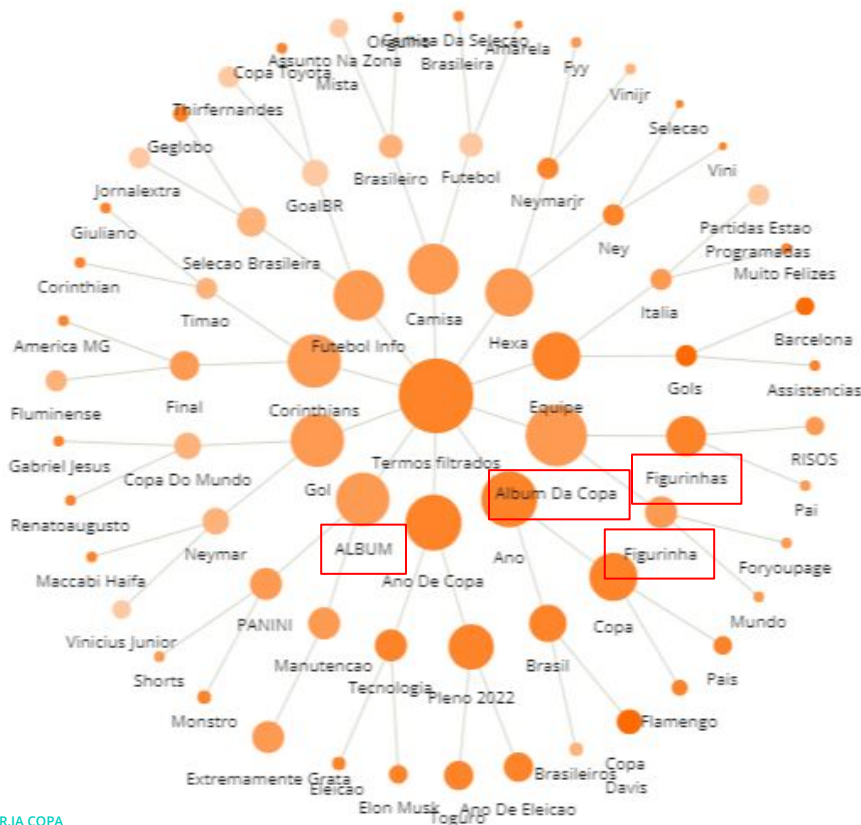 Orgulho
Camisa Da Selecao
Brasileira
Amarela
Assunto Na Zona
Mista
Fyy
Copa Toyota
Vinijr
Thirfernandes
Selecao
Geglobo
Brasileiro
Futebol
Vini
Jornalextra
GoalBR
Neymarjr
Giuliano
Selecao Brasileira
Ney
Partidas Estao
Programadas
Muito Felizes
Corinthian
Timao
Camisa
Italia
America MG
Futebol Info
Hexa
Barcelona
Final
Gols
Assistencias
Fluminense
Corinthians
Equipe
Gabriel Jesus
Termos filtrados
RISOS
Copa Do Mundo
Gol
Album Da Copa
Figurinhas
Pai
Renatoaugusto
Neymar
ALBUM
Ano
Figurinha
Foryoupage
Maccabi Haifa
Ano De Copa
Mundo
Vinicius Junior
PANINI
Copa
Shorts
Manutencao
Brasil
Pais
Tecnologia
Pleno 2022
Monstro
Flamengo
Extremamente Grata
Eleicao
Brasileiros
Copa
Davis
Elon Musk
Ano De Eleicao
Toguro
RJA COPA